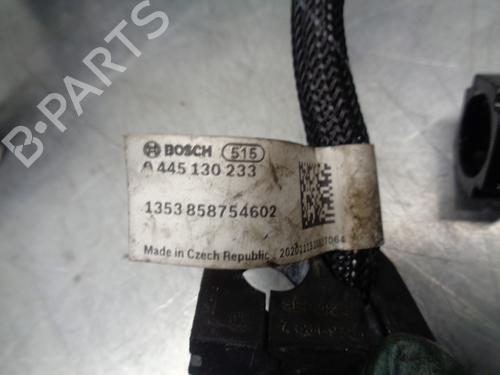 BOSCH 515
0 445 130 233
1353 858754602
Made in Czech Republic
B-PARTS